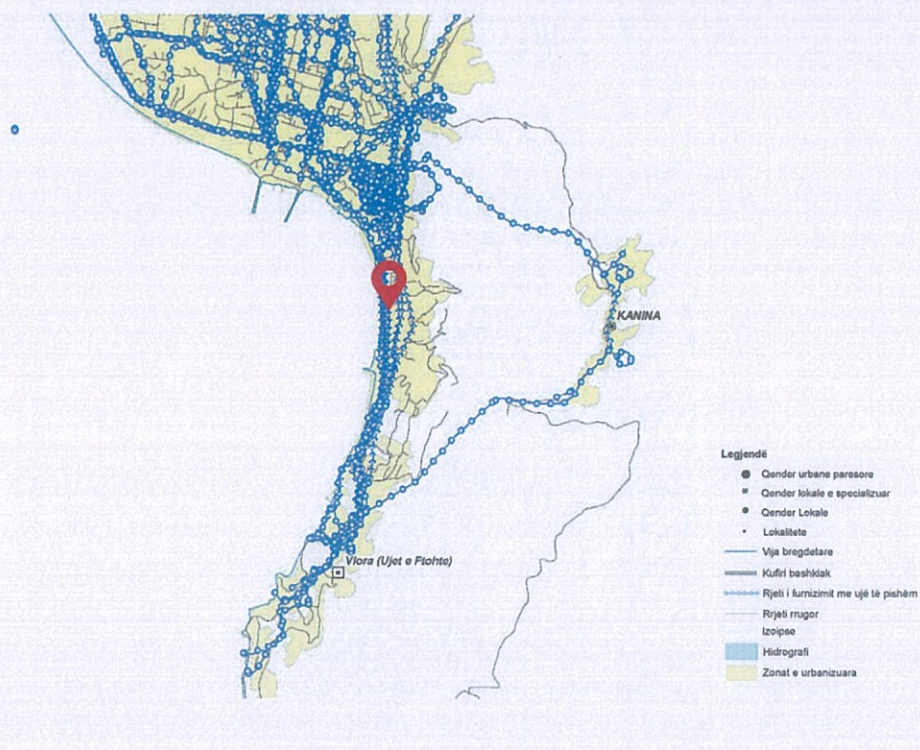 KANINA
Vlora (Ujet e Ftohte)
Legjendë
Qender urbane paresore
Qender lokale e specializuar
Qender Lokale
Lokalitete
Vija bregdetare
Kufiri bashkiak
Rjeti i furnizimit me ujë të pishëm
Rrjeti rrugor
Izoipse
Hidrografi
Zonat e urbanizuara